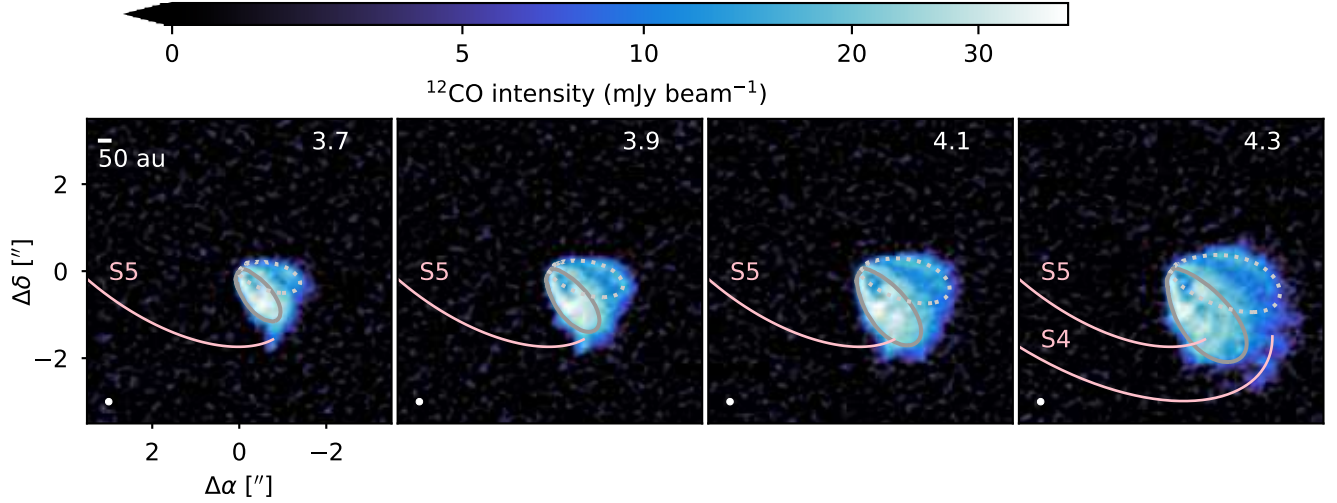 0 5 10 20 30
¹²CO intensity (mJy beam⁻¹)
50 au 3.7 3.9 4.1 4.3
2
0
−2
Δδ [″]
S5 S5 S5 S5
S4
2 0 −2
Δα [″]